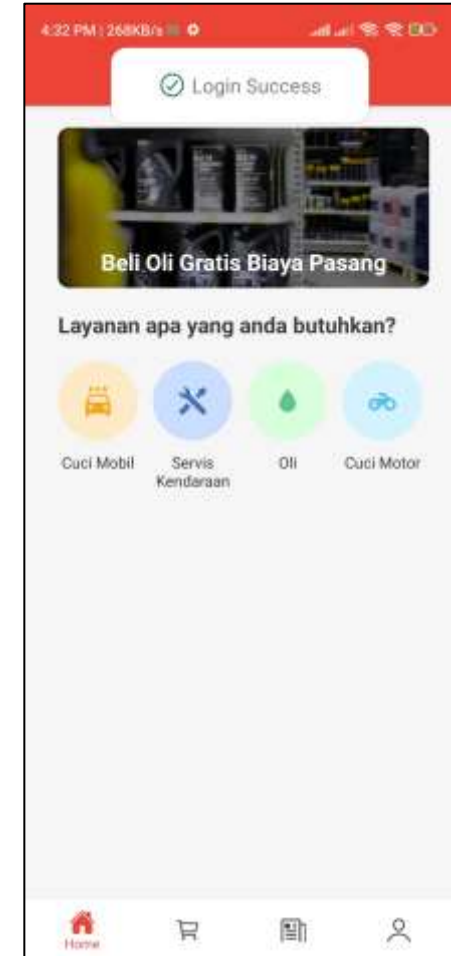 4:32 PM | 268KB/s
Login Success
Beli Oli Gratis Biaya Pasang
Layanan apa yang anda butuhkan?
Cuci Mobil
Servis
Kendaraan
Oli
Cuci Motor
Home